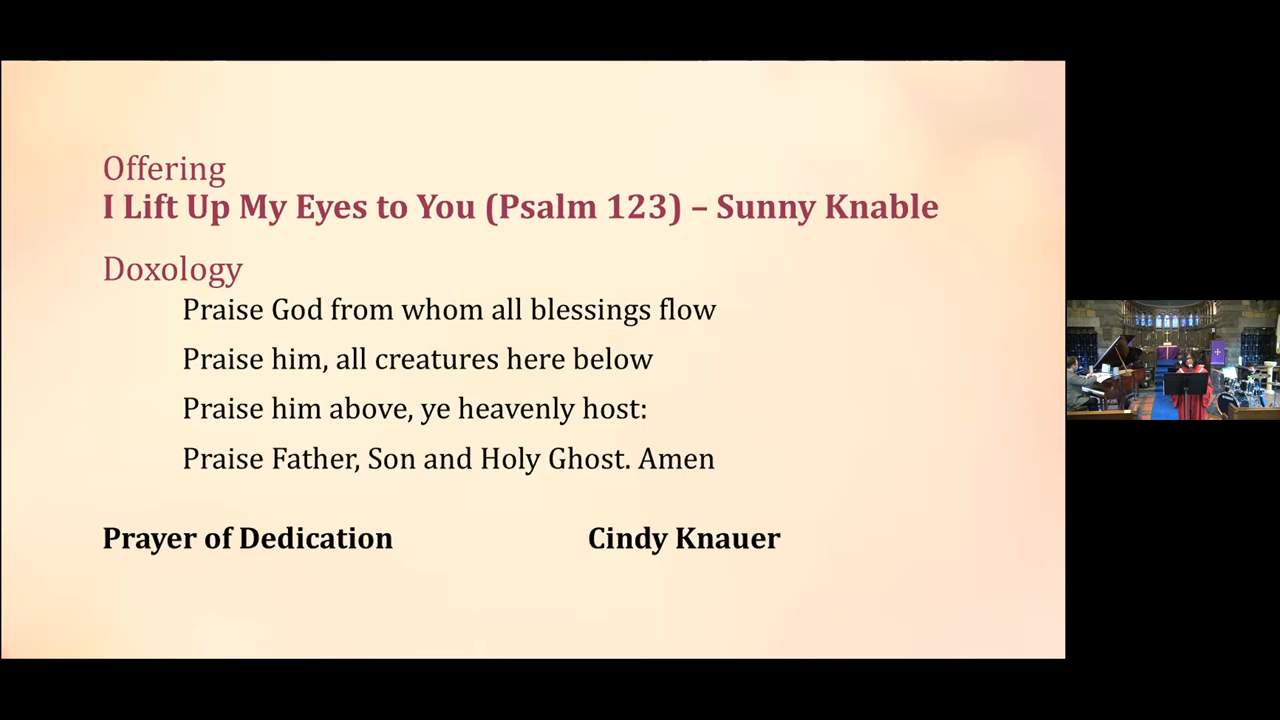 Offering
I Lift Up My Eyes to You (Psalm 123) – Sunny Knable
Doxology
Praise God from whom all blessings flow
Praise him, all creatures here below
Praise him above, ye heavenly host:
Praise Father, Son and Holy Ghost. Amen
Prayer of Dedication Cindy Knauer